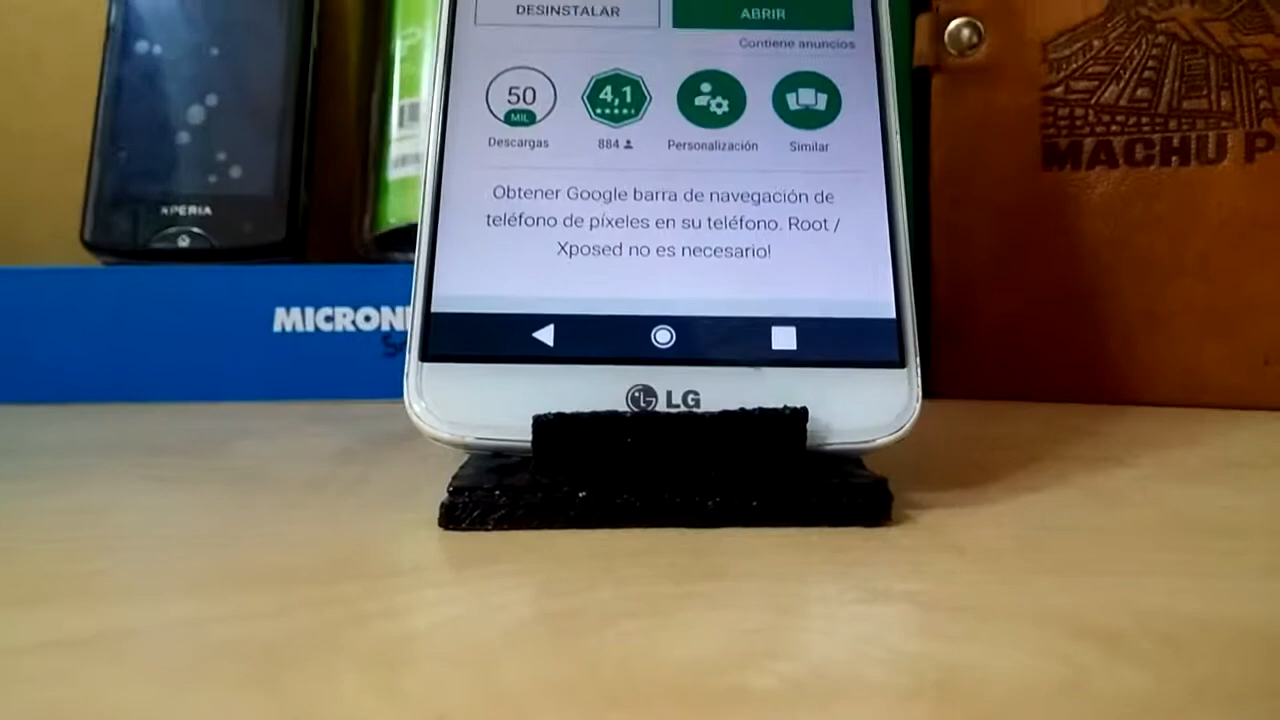 DESINSTALAR
ABRIR
Contiene anuncios
50
MIL
4,1
Descargas
884
Personalización
Similar
Obtener Google barra de navegación de
teléfono de píxeles en su teléfono. Root /
Xposed no es necesario!
LG
XPERIA
MICRON
MACHU P